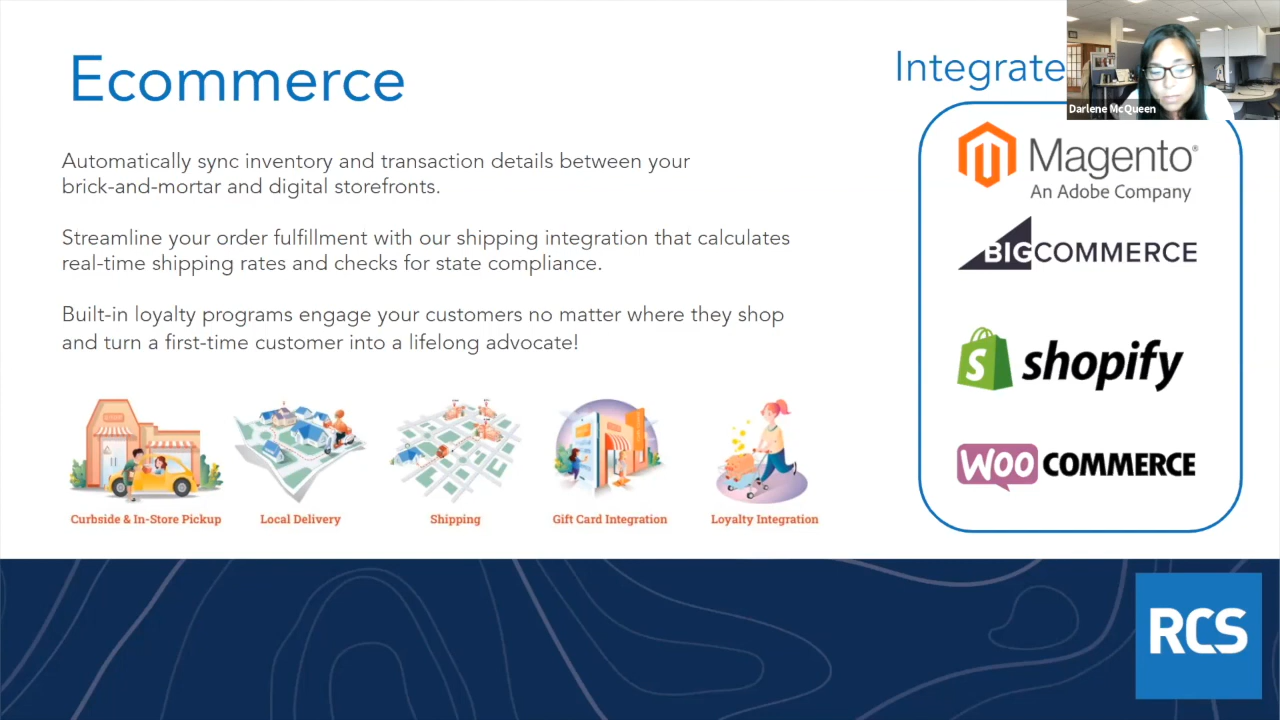 Ecommerce
Integrate
Darlene McQueen
Automatically sync inventory and transaction details between your
brick-and-mortar and digital storefronts.
Streamline your order fulfillment with our shipping integration that calculates
real-time shipping rates and checks for state compliance.
Built-in loyalty programs engage your customers no matter where they shop
and turn a first-time customer into a lifelong advocate!
Magento®
An Adobe Company
BIGCOMMERCE
shopify
WOO COMMERCE
Curbside & In-Store Pickup
Local Delivery
Shipping
Gift Card Integration
Loyalty Integration
RCS